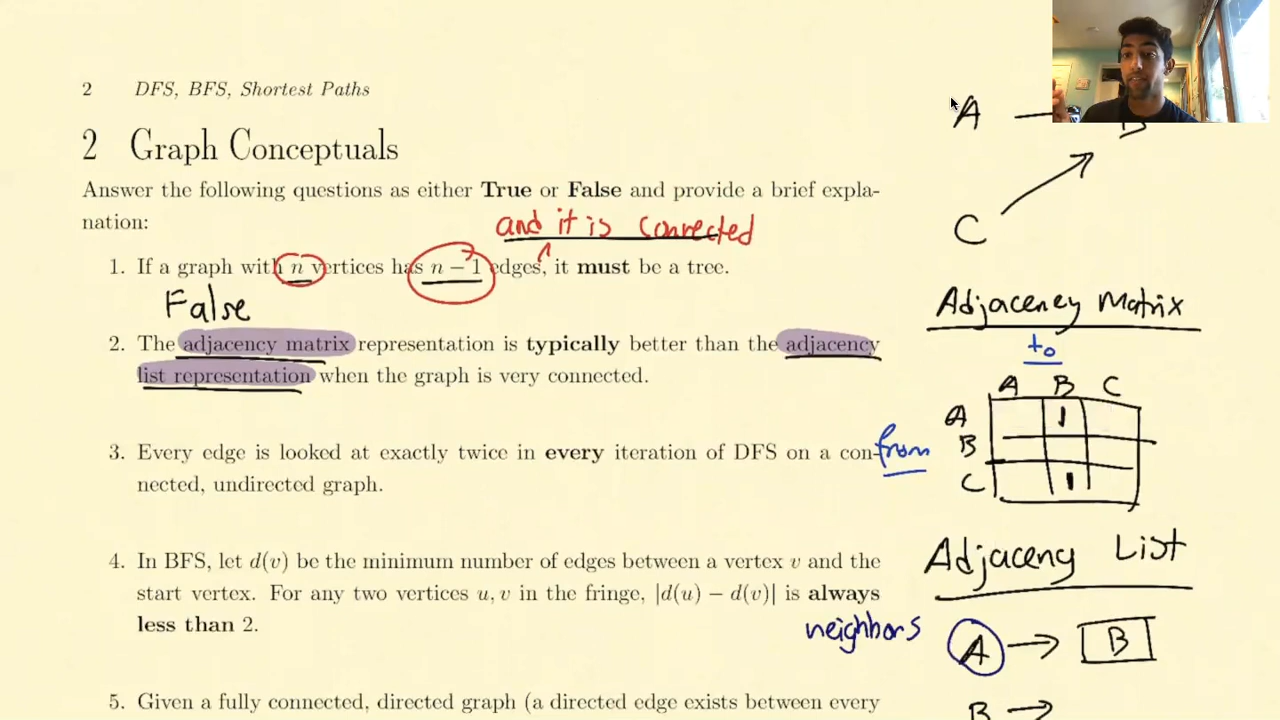 2 DFS, BFS, Shortest Paths
2 Graph Conceptuals
Answer the following questions as either True or False and provide a brief expla-
nation:
and it is connected
1. If a graph with n vertices has n − 1 edges, it must be a tree.
False
2. The adjacency matrix representation is typically better than the adjacency
list representation when the graph is very connected.
3. Every edge is looked at exactly twice in every iteration of DFS on a con-
nected, undirected graph.
4. In BFS, let d(v) be the minimum number of edges between a vertex v and the
start vertex. For any two vertices u, v in the fringe, |d(u) − d(v)| is always
less than 2.
5. Given a fully connected, directed graph (a directed edge exists between every
A → B
C
Adjacency Matrix
to
A B C
A 1
from B
C 1
Adjaceny List
neighbors A → B
B →